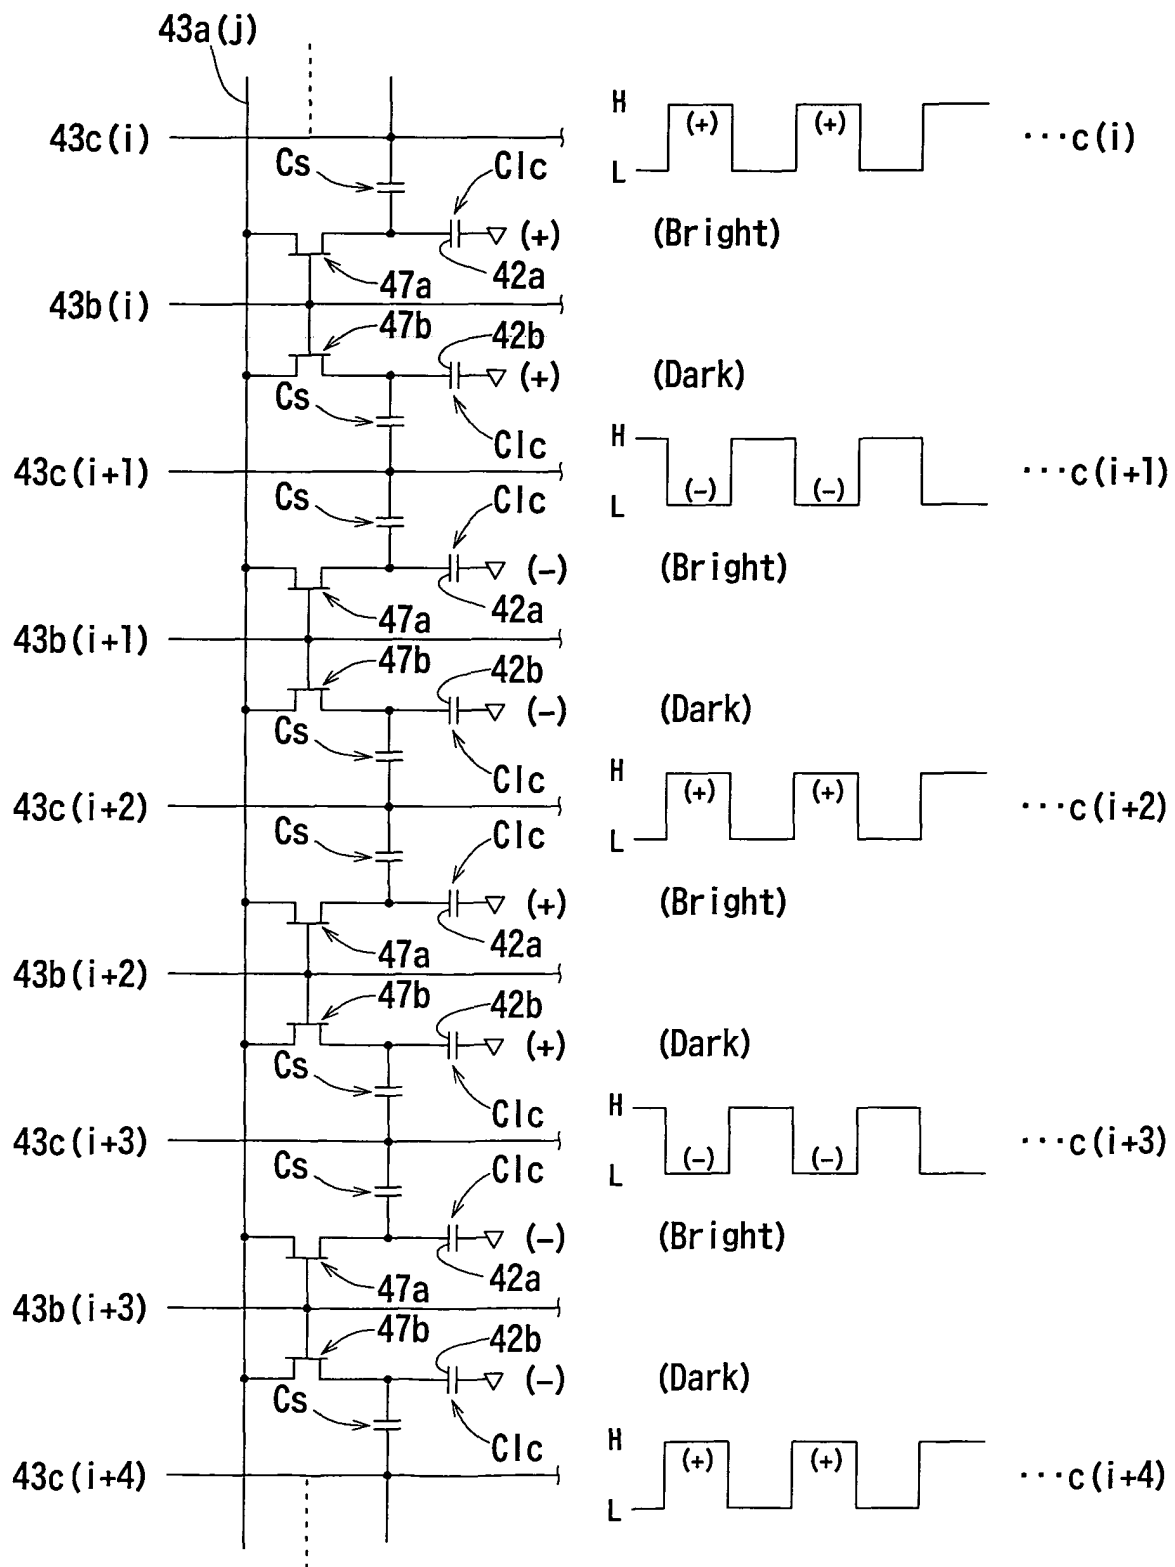 43a(j)
43c(i)
Cs
Clc
H
(+)
(+)
L
...c(i)
(+)
(Bright)
42a
47a
43b(i)
47b
42b
(+)
(Dark)
Cs
Clc
H
L
(-)
(-)
...c(i+1)
43c(i+1)
Cs
Clc
(-)
(Bright)
42a
47a
43b(i+1)
47b
42b
(-)
(Dark)
Cs
Clc
H
(+)
(+)
L
...c(i+2)
43c(i+2)
Cs
Clc
(+)
(Bright)
42a
47a
43b(i+2)
47b
42b
(+)
(Dark)
Cs
Clc
H
L
(-)
(-)
...c(i+3)
43c(i+3)
Cs
Clc
(-)
(Bright)
42a
47a
43b(i+3)
47b
42b
(-)
(Dark)
Cs
Clc
H
(+)
(+)
L
...c(i+4)
43c(i+4)